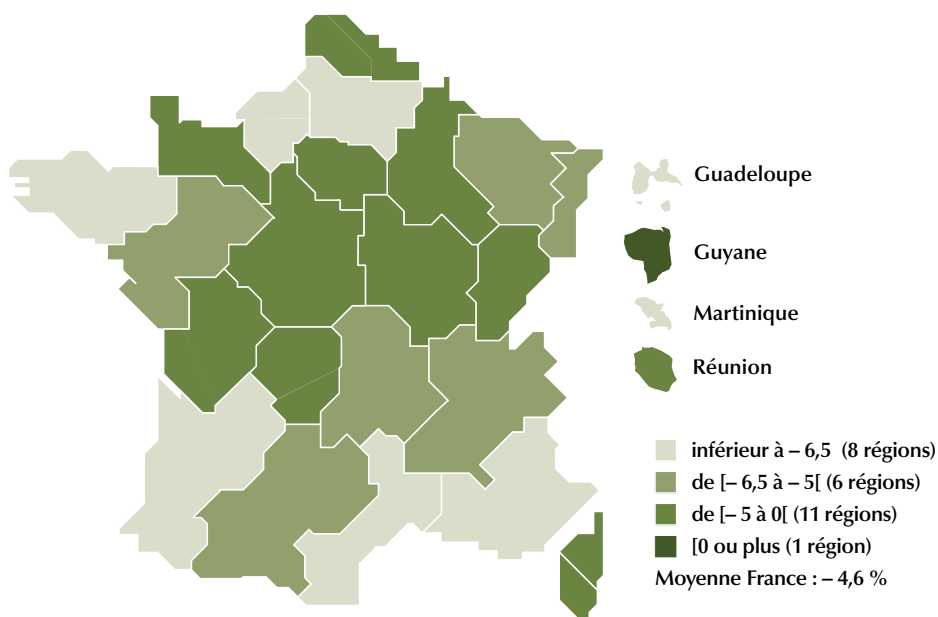 Guadeloupe
Guyane
Martinique
Réunion
inférieur à – 6,5 (8 régions)
de [– 6,5 à – 5[ (6 régions)
de [– 5 à 0[ (11 régions)
[0 ou plus (1 région)
Moyenne France : – 4,6 %